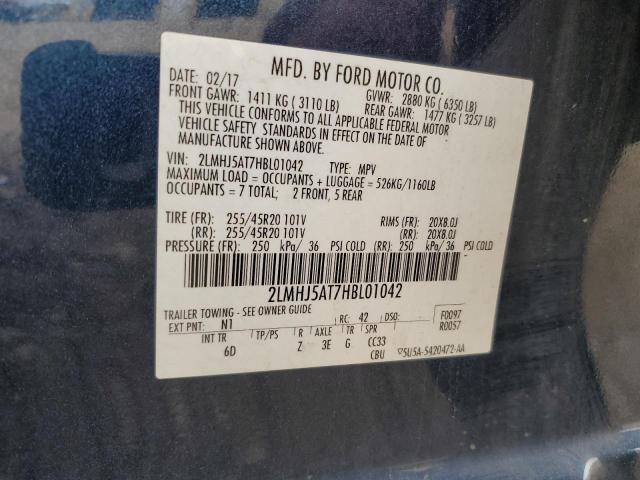 MFD. BY FORD MOTOR CO.
DATE: 02/17 GVWR: 2880 KG ( 6350 LB)
FRONT GAWR: 1411 KG ( 3110 LB) REAR GAWR: 1477 KG ( 3257 LB)
THIS VEHICLE CONFORMS TO ALL APPLICABLE FEDERAL MOTOR
VEHICLE SAFETY STANDARDS IN EFFECT ON THE DATE OF
MANUFACTURE SHOWN ABOVE.
VIN: 2LMHJ5AT7HBL01042 TYPE: MPV
MAXIMUM LOAD = OCCUPANTS + LUGGAGE = 526KG/1160LB
OCCUPANTS = 7 TOTAL; 2 FRONT, 5 REAR
TIRE (FR): 255/45R20 101V RIMS (FR): 20X8.0J
(RR): 255/45R20 101V (RR): 20X8.0J
PRESSURE (FR): 250 kPa/ 36 PSI COLD (RR): 250 kPa/ 36 PSI COLD
2LMHJ5AT7HBL01042
TRAILER TOWING - SEE OWNER GUIDE
EXT PNT: N1 RC: 42 DSO: F0097
R0057
INT TR TP/PS R AXLE TR SPR
6D Z 3E G CC33
CBU 5U5A-5420472-AA